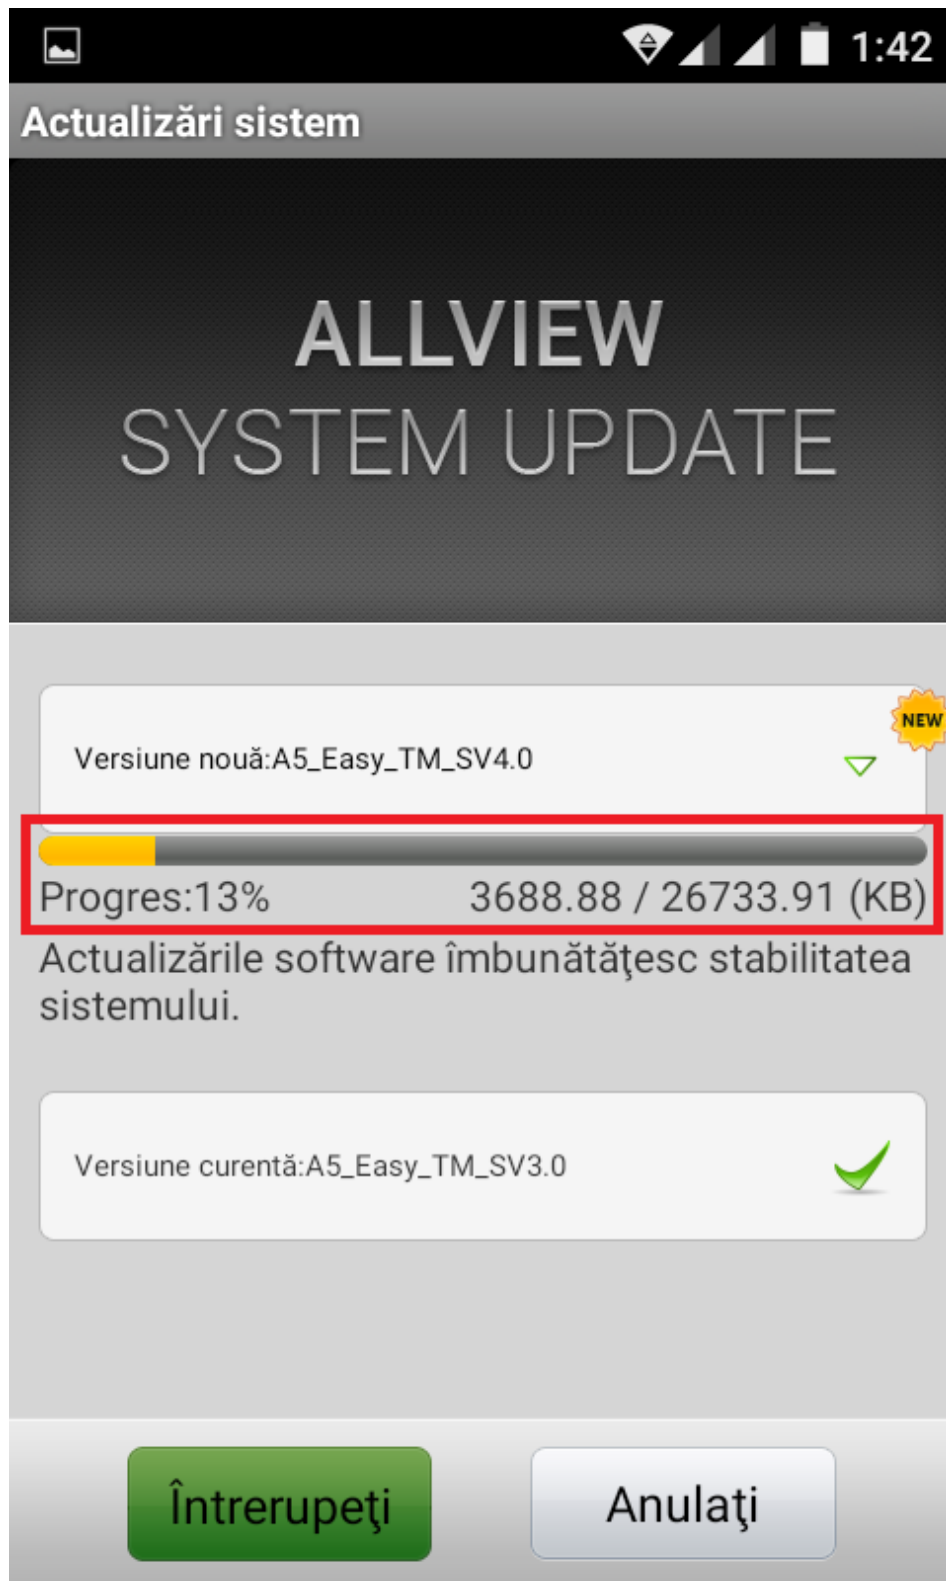 1:42
Actualizări sistem
ALLVIEW
SYSTEM UPDATE
NEW
Versiune nouă:A5_Easy_TM_SV4.0
Progres:13% 3688.88 / 26733.91 (KB)
Actualizările software îmbunătăţesc stabilitatea
sistemului.
Versiune curentă:A5_Easy_TM_SV3.0
Întrerupeţi Anulaţi